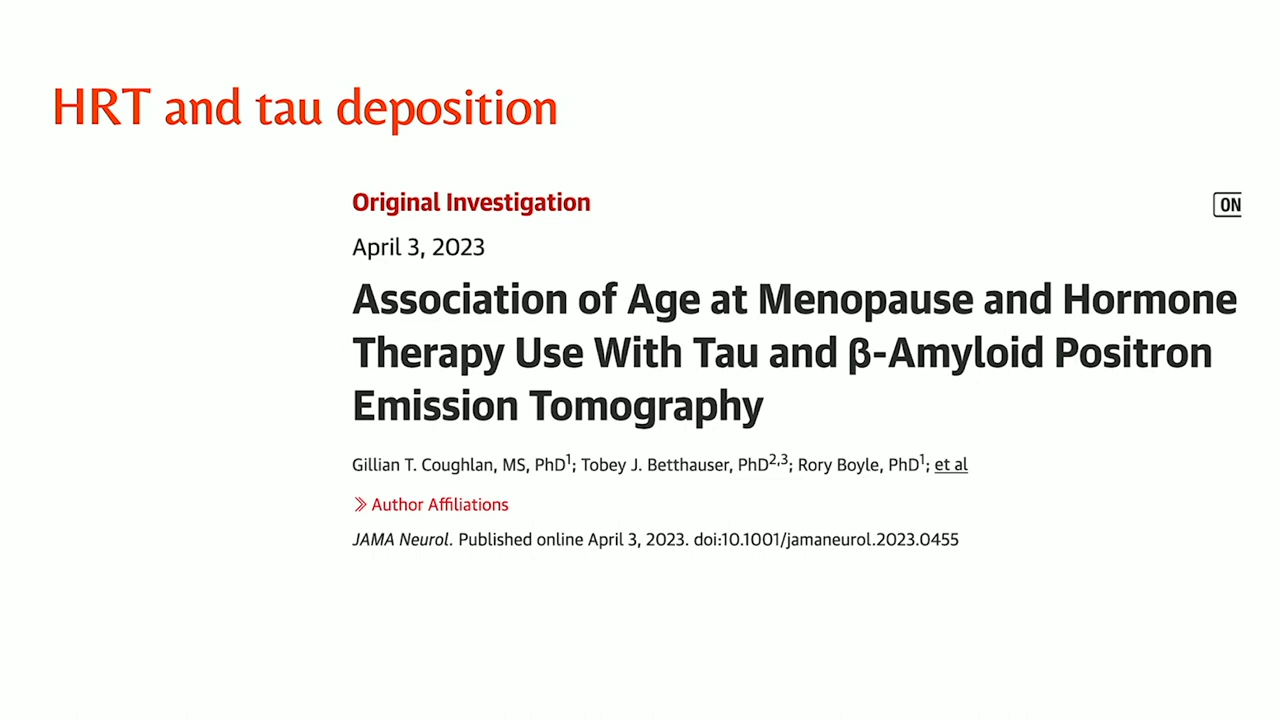 HRT and tau deposition
Original Investigation
ON
April 3, 2023
Association of Age at Menopause and Hormone
Therapy Use With Tau and β-Amyloid Positron
Emission Tomography
Gillian T. Coughlan, MS, PhD1; Tobey J. Betthauser, PhD2,3; Rory Boyle, PhD1; et al
Author Affiliations
JAMA Neurol. Published online April 3, 2023. doi:10.1001/jamaneurol.2023.0455